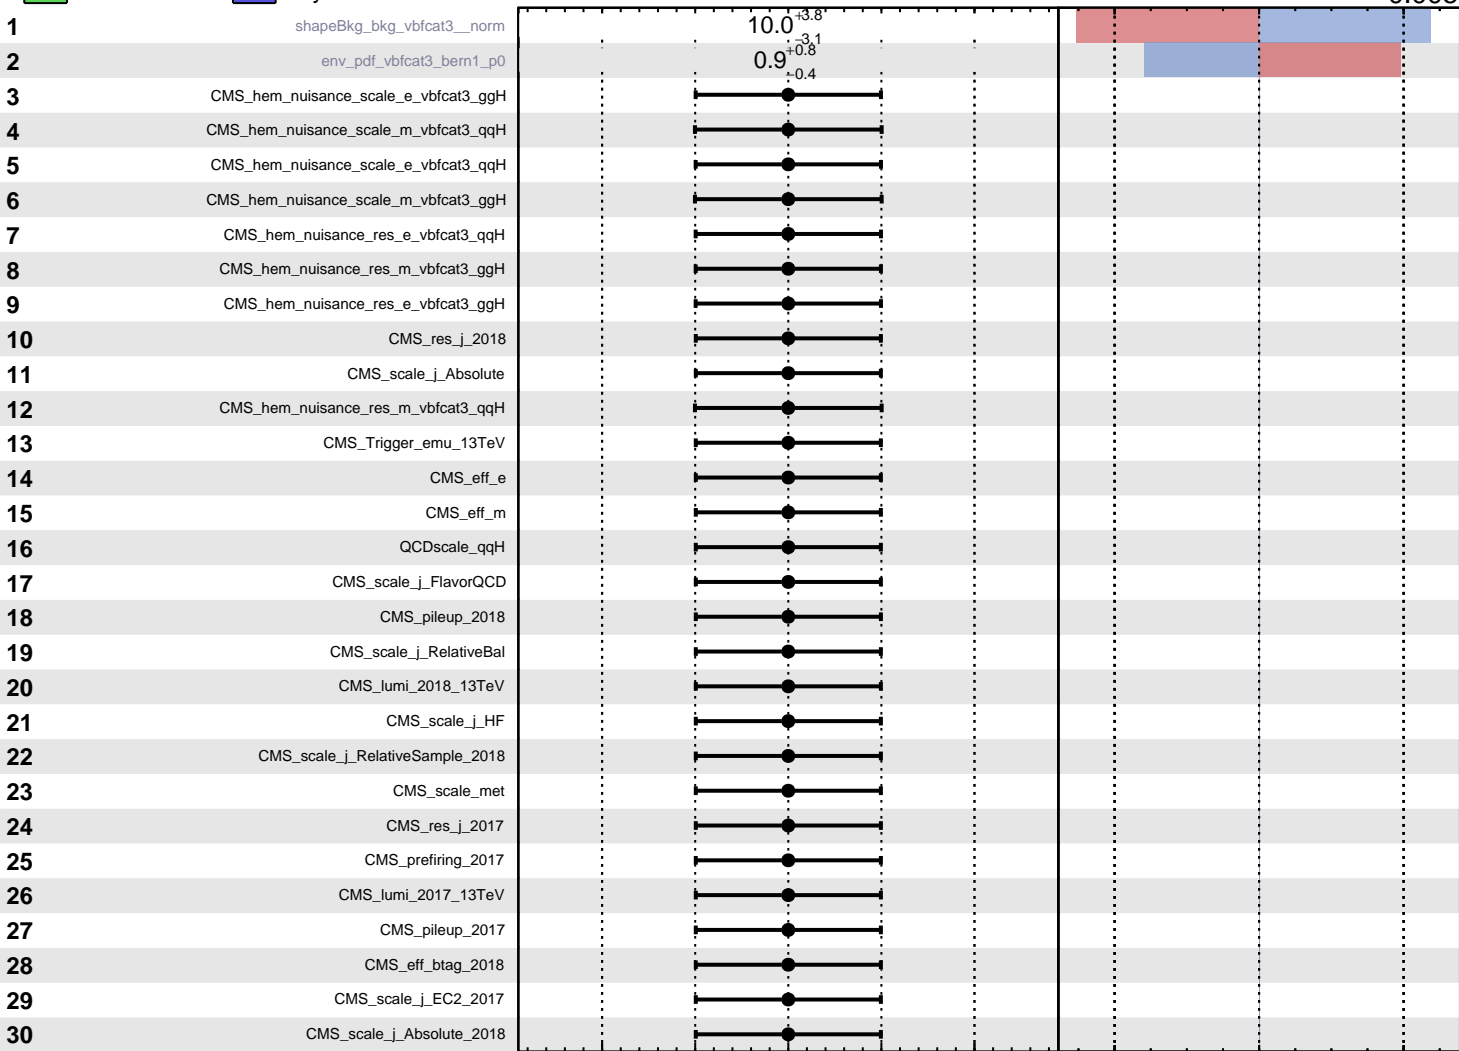 1 shapeBkg_bkg_vbfcat3__norm 10.0 +3.8 −3.1
2 env_pdf_vbfcat3_bern1_p0 0.9 +0.8 −0.4
3 CMS_hem_nuisance_scale_e_vbfcat3_ggH
4 CMS_hem_nuisance_scale_m_vbfcat3_qqH
5 CMS_hem_nuisance_scale_e_vbfcat3_qqH
6 CMS_hem_nuisance_scale_m_vbfcat3_ggH
7 CMS_hem_nuisance_res_e_vbfcat3_qqH
8 CMS_hem_nuisance_res_m_vbfcat3_ggH
9 CMS_hem_nuisance_res_e_vbfcat3_ggH
10 CMS_res_j_2018
11 CMS_scale_j_Absolute
12 CMS_hem_nuisance_res_m_vbfcat3_qqH
13 CMS_Trigger_emu_13TeV
14 CMS_eff_e
15 CMS_eff_m
16 QCDscale_qqH
17 CMS_scale_j_FlavorQCD
18 CMS_pileup_2018
19 CMS_scale_j_RelativeBal
20 CMS_lumi_2018_13TeV
21 CMS_scale_j_HF
22 CMS_scale_j_RelativeSample_2018
23 CMS_scale_met
24 CMS_res_j_2017
25 CMS_prefiring_2017
26 CMS_lumi_2017_13TeV
27 CMS_pileup_2017
28 CMS_eff_btag_2018
29 CMS_scale_j_EC2_2017
30 CMS_scale_j_Absolute_2018